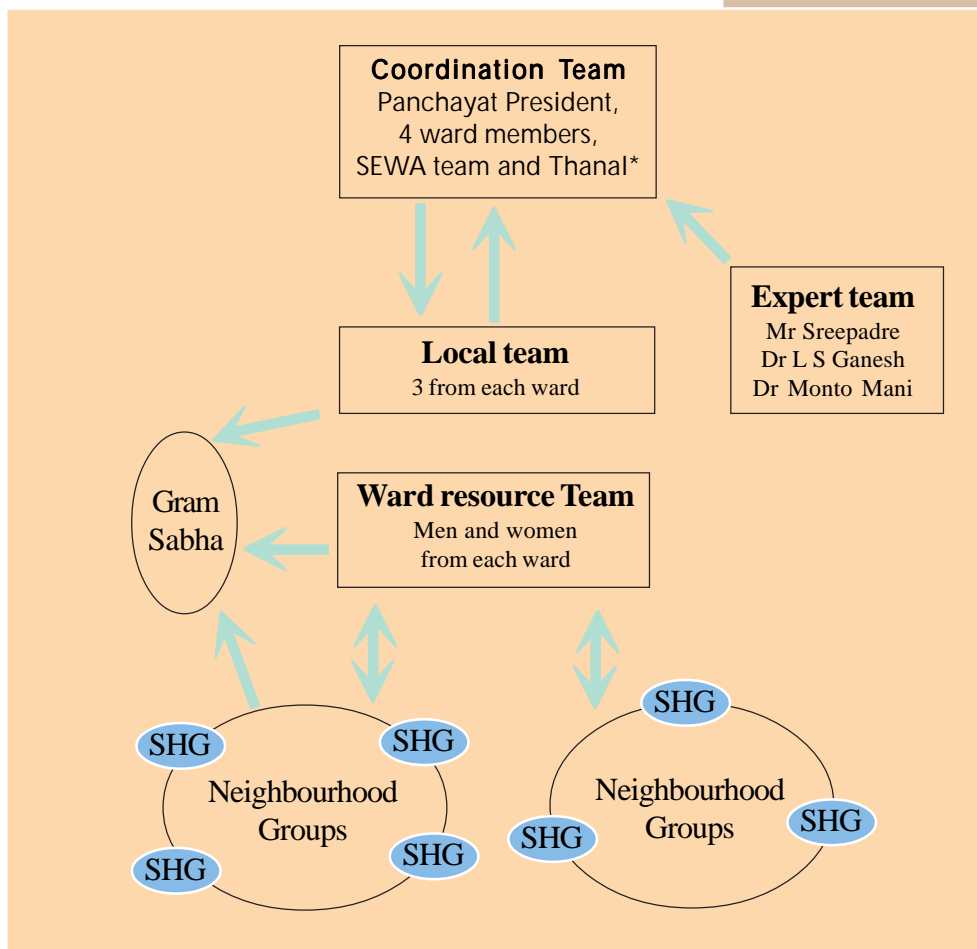 Coordination Team
Panchayat President,
4 ward members,
SEWA team and Thanal*
Expert team
Mr Sreepadre
Dr L S Ganesh
Dr Monto Mani
Local team
3 from each ward
Gram
Sabha
Ward resource Team
Men and women
from each ward
SHG
SHG
Neighbourhood
Groups
SHG
SHG
SHG
Neighbourhood
Groups
SHG
SHG